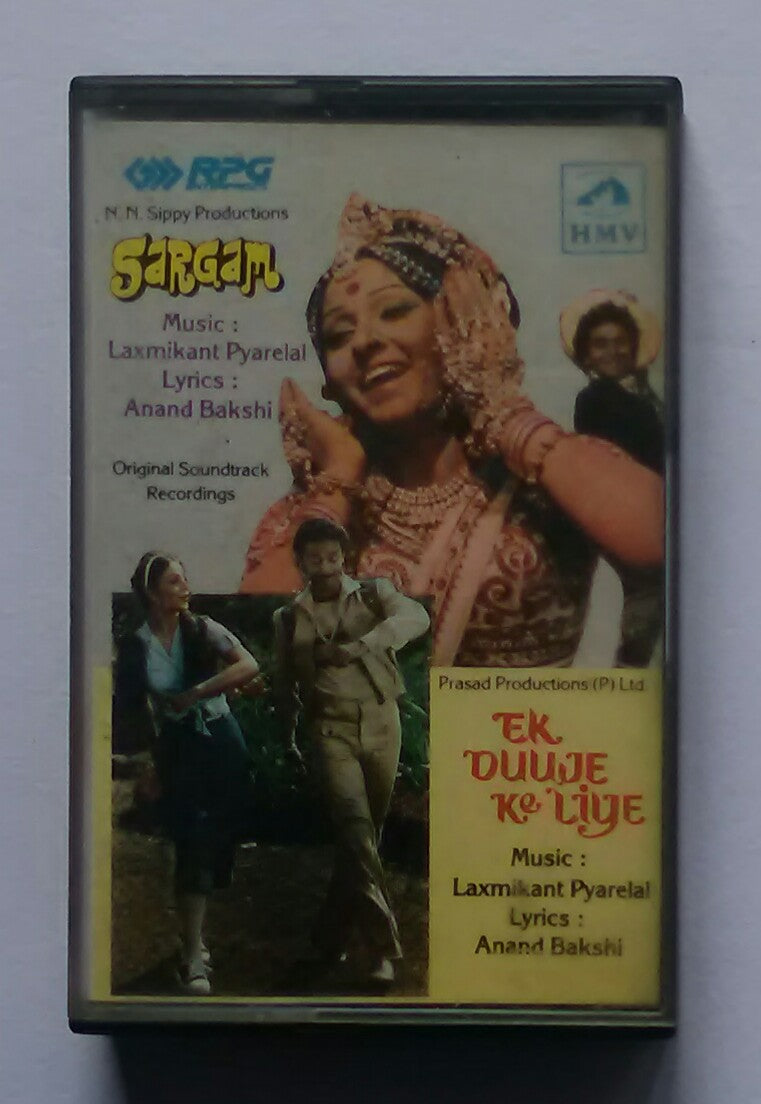 RPG
HMV
N. N. Sippy Productions
SARGAM
Music :
Laxmikant Pyarelal
Lyrics :
Anand Bakshi
Original Soundtrack
Recordings
Prasad Productions (P) Ltd.
EK
DUUJE
Ke LiYe
Music :
Laxmikant Pyarelal
Lyrics :
Anand Bakshi